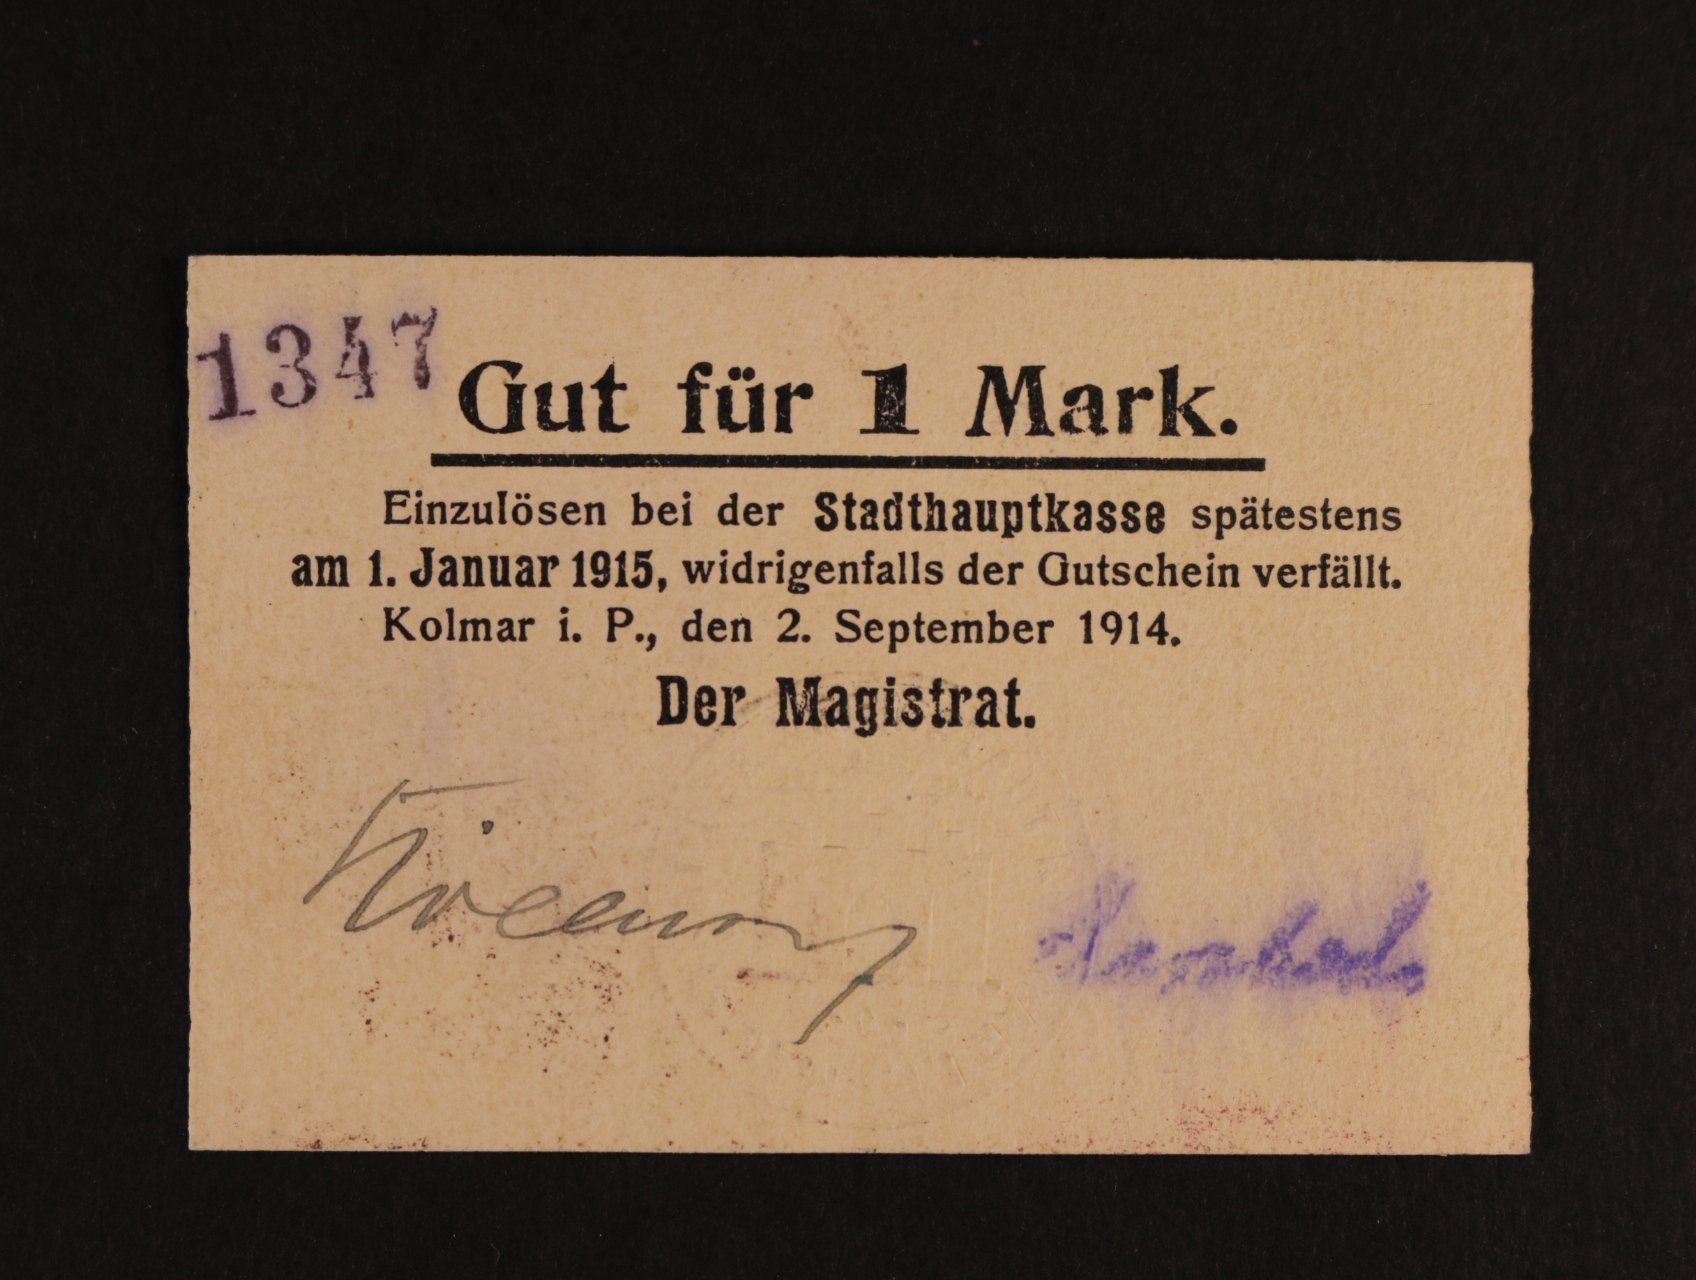 1347
Gut für 1 Mark.
Einzulösen bei der Stadthauptkasse spätestens
am 1. Januar 1915, widrigenfalls der Gutschein verfällt.
Kolmar i. P., den 2. September 1914.
Der Magistrat.